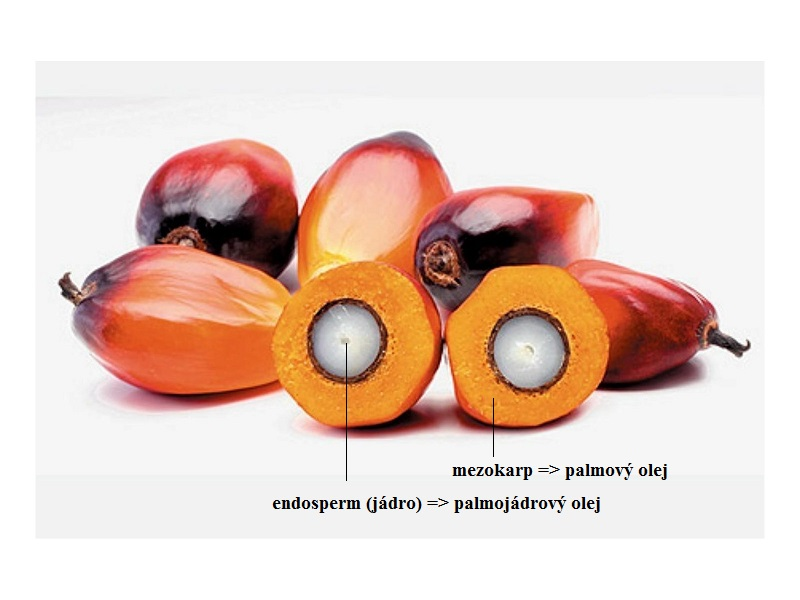 mezokarp => palmový olej
endosperm (jádro) => palmojádrový olej